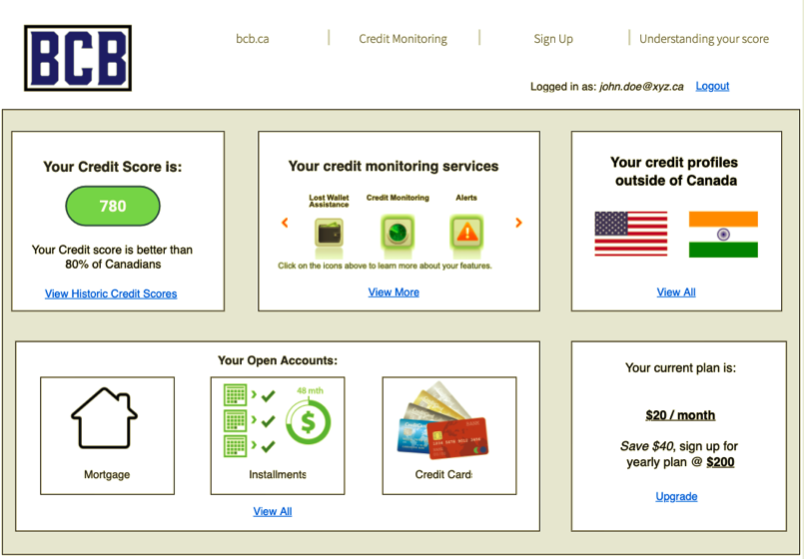 BCB
bcb.ca
Credit Monitoring
Sign Up
Understanding your score
Logged in as: john.doe@xyz.ca Logout
Your Credit Score is:
780
Your Credit score is better than
80% of Canadians
View Historic Credit Scores
Your credit monitoring services
Lost Wallet
Assistance
Credit Monitoring
Alerts
Click on the icons above to learn more about your features.
View More
Your credit profiles
outside of Canada
View All
Your Open Accounts:
Mortgage
48 mth
$
Installments
Credit Card
View All
Your current plan is:
$20 / month
Save $40, sign up for
yearly plan @ $200
Upgrade